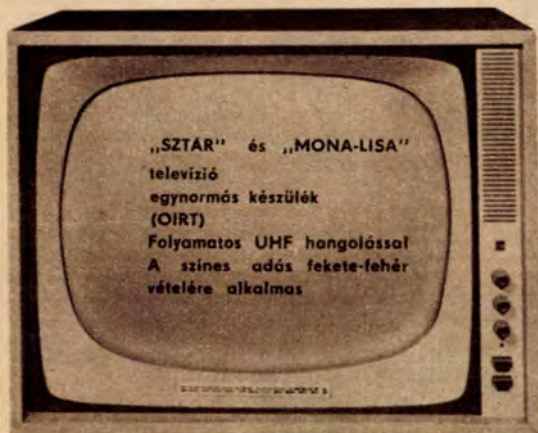 „SZTÁR" és „MONA-LISA"
televízió
egynormás készülék
(OIRT)
Folyamatos UHF hangolással
A színes adás fekete-fehér
vételére alkalmas